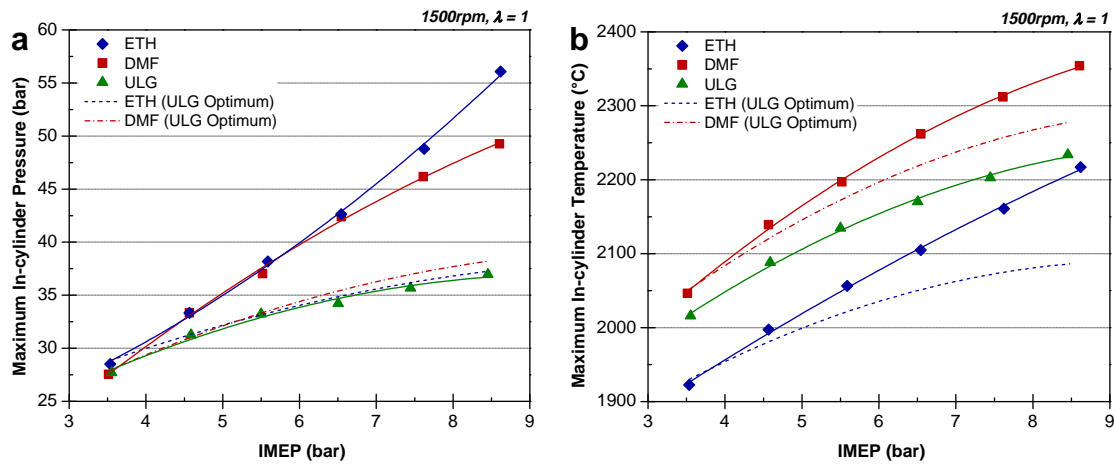 1500rpm, λ = 1
a
ETH
DMF
ULG
ETH (ULG Optimum)
DMF (ULG Optimum)
Maximum In-cylinder Pressure (bar)
60
55
50
45
40
35
30
25
3 4 5 6 7 8 9
IMEP (bar)
1500rpm, λ = 1
b
ETH
DMF
ULG
ETH (ULG Optimum)
DMF (ULG Optimum)
Maximum In-cylinder Temperature (°C)
2400
2300
2200
2100
2000
1900
3 4 5 6 7 8 9
IMEP (bar)